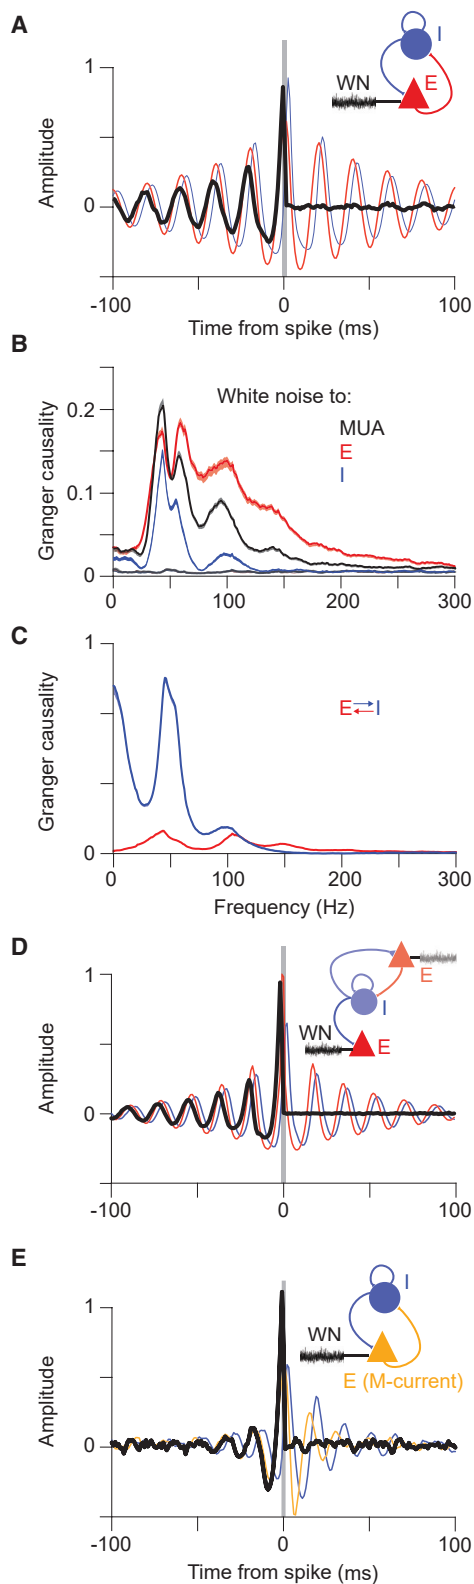 A
I
WN
E
1
0
Amplitude
-100
0
100
Time from spike (ms)
B
White noise to:
MUA
E
I
0.2
0.1
0
Granger causality
0
100
200
300
C
1
E I
0
Granger causality
0
100
200
300
Frequency (Hz)
D
E
I
WN
E
1
0
Amplitude
-100
0
100
E
I
WN
E (M-current)
1
0
Amplitude
-100
0
100
Time from spike (ms)